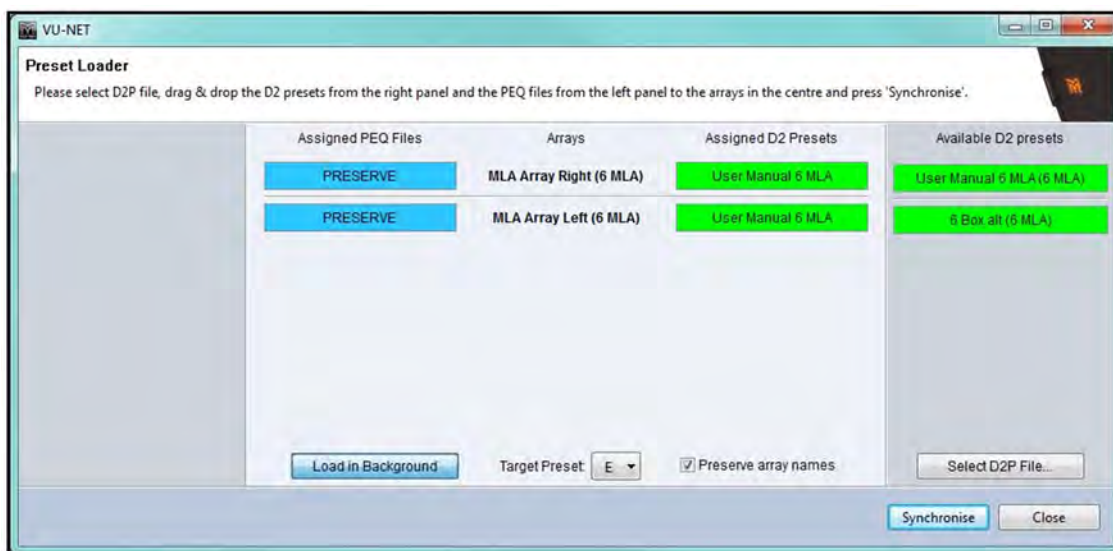 VU-NET
Preset Loader
Please select D2P file, drag & drop the D2 presets from the right panel and the PEQ files from the left panel to the arrays in the centre and press 'Synchronise'.
Assigned PEQ Files Arrays Assigned D2 Presets Available D2 presets
PRESERVE MLA Array Right (6 MLA) User Manual 6 MLA User Manual 6 MLA (6 MLA)
PRESERVE MLA Array Left (6 MLA) User Manual 6 MLA 6 Box alt (6 MLA)
Load in Background Target Preset: E Preserve array names Select D2P File...
Synchronise Close